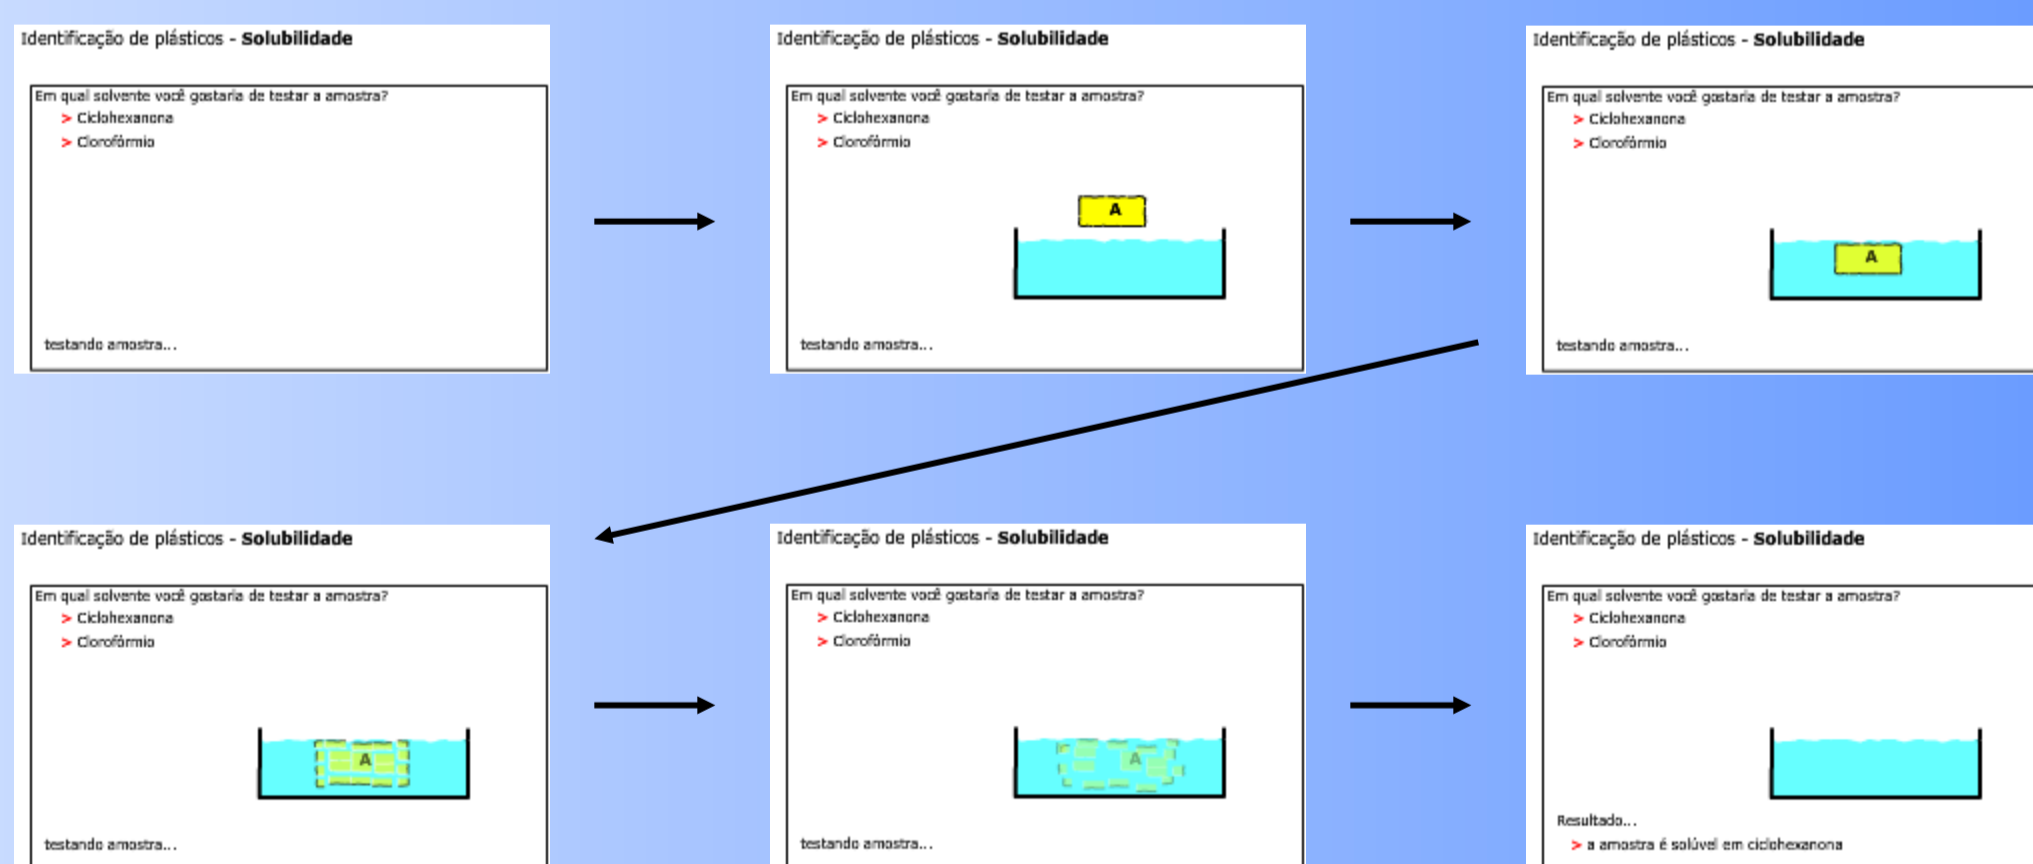 Identificação de plásticos - Solubilidade
Em qual solvente você gostaria de testar a amostra?
> Ciclohexanona
> Clorofórmio
testando amostra...
Identificação de plásticos - Solubilidade
Em qual solvente você gostaria de testar a amostra?
> Ciclohexanona
> Clorofórmio
A
testando amostra...
Identificação de plásticos - Solubilidade
Em qual solvente você gostaria de testar a amostra?
> Ciclohexanona
> Clorofórmio
A
testando amostra...
Identificação de plásticos - Solubilidade
Em qual solvente você gostaria de testar a amostra?
> Ciclohexanona
> Clorofórmio
A
testando amostra...
Identificação de plásticos - Solubilidade
Em qual solvente você gostaria de testar a amostra?
> Ciclohexanona
> Clorofórmio
A
testando amostra...
Identificação de plásticos - Solubilidade
Em qual solvente você gostaria de testar a amostra?
> Ciclohexanona
> Clorofórmio
Resultado...
> a amostra é solúvel em ciclohexanona